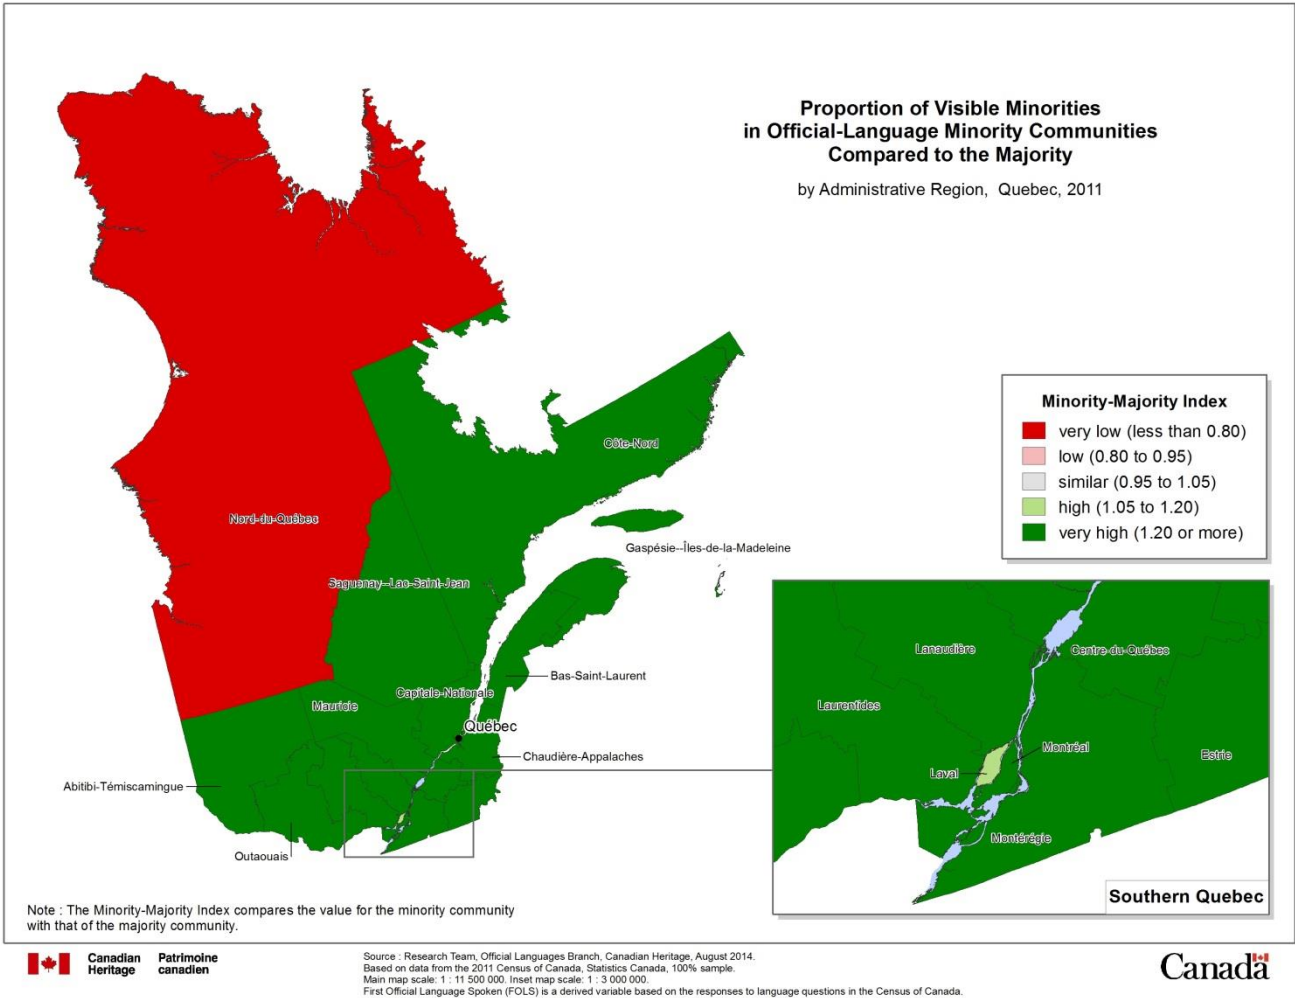 Proportion of Visible Minorities
in Official-Language Minority Communities
Compared to the Majority
by Administrative Region, Quebec, 2011
Minority-Majority Index
very low (less than 0.80)
low (0.80 to 0.95)
similar (0.95 to 1.05)
high (1.05 to 1.20)
very high (1.20 or more)
Côte-Nord
Nord-du-Québec
Gaspésie--Îles-de-la-Madeleine
Saguenay--Lac-Saint-Jean
Bas-Saint-Laurent
Capitale-Nationale
Mauricie
Québec
Chaudière-Appalaches
Abitibi-Témiscamingue
Outaouais
Lanaudière
Centre-du-Québec
Laurentides
Montréal
Estrie
Laval
Montérégie
Southern Quebec
Note : The Minority-Majority Index compares the value for the minority community
with that of the majority community.
Canadian Patrimoine
Heritage canadien
Source : Research Team, Official Languages Branch, Canadian Heritage, August 2014.
Based on data from the 2011 Census of Canada, Statistics Canada, 100% sample.
Main map scale: 1 : 11 500 000. Inset map scale: 1 : 3 000 000.
First Official Language Spoken (FOLS) is a derived variable based on the responses to language questions in the Census of Canada.
Canada